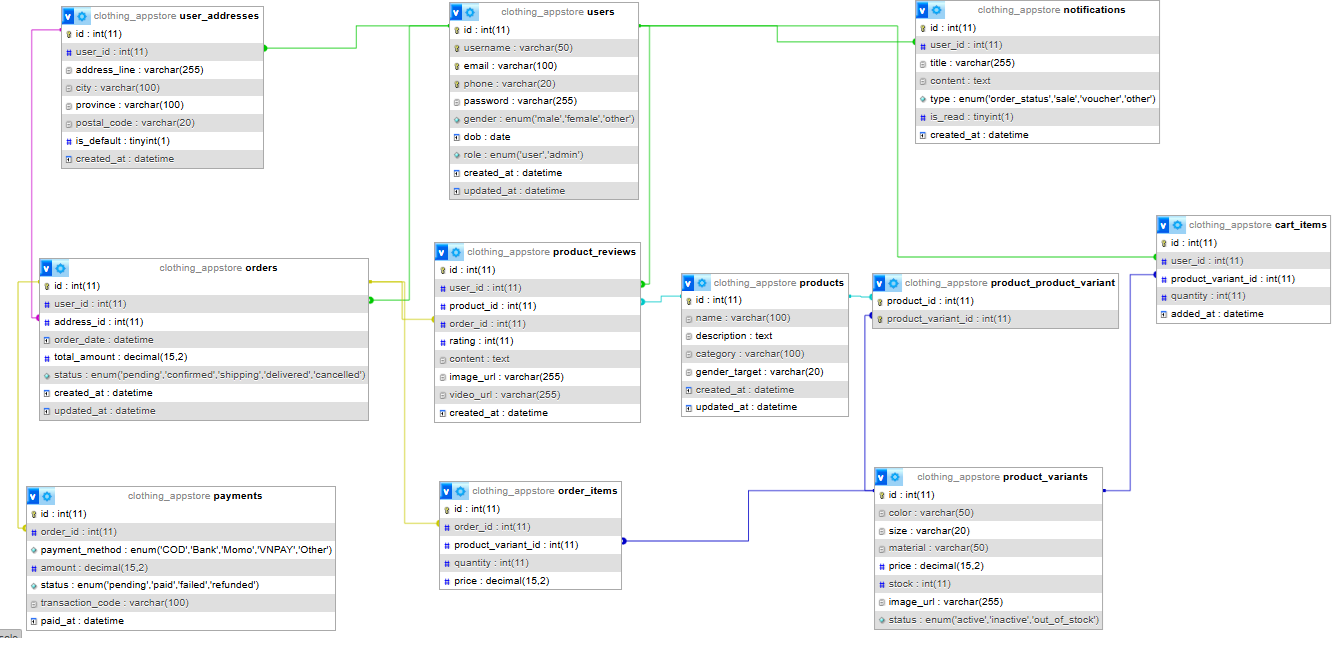 clothing_appstore user_addresses
id : int(11)
user_id : int(11)
address_line : varchar(255)
city : varchar(100)
province : varchar(100)
postal_code : varchar(20)
is_default : tinyint(1)
created_at : datetime
clothing_appstore users
id : int(11)
username : varchar(50)
email : varchar(100)
phone : varchar(20)
password : varchar(255)
gender : enum('male','female','other')
dob : date
role : enum('user','admin')
created_at : datetime
updated_at : datetime
clothing_appstore notifications
id : int(11)
user_id : int(11)
title : varchar(255)
content : text
type : enum('order_status','sale','voucher','other')
is_read : tinyint(1)
created_at : datetime
clothing_appstore orders
id : int(11)
user_id : int(11)
address_id : int(11)
order_date : datetime
total_amount : decimal(15,2)
status : enum('pending','confirmed','shipping','delivered','cancelled')
created_at : datetime
updated_at : datetime
clothing_appstore product_reviews
id : int(11)
user_id : int(11)
product_id : int(11)
order_id : int(11)
rating : int(11)
content : text
image_url : varchar(255)
video_url : varchar(255)
created_at : datetime
clothing_appstore products
id : int(11)
name : varchar(100)
description : text
category : varchar(100)
gender_target : varchar(20)
created_at : datetime
updated_at : datetime
clothing_appstore product_product_variant
product_id : int(11)
product_variant_id : int(11)
clothing_appstore cart_items
id : int(11)
user_id : int(11)
product_variant_id : int(11)
quantity : int(11)
added_at : datetime
clothing_appstore payments
id : int(11)
order_id : int(11)
payment_method : enum('COD','Bank','Momo','VNPAY','Other')
amount : decimal(15,2)
status : enum('pending','paid','failed','refunded')
transaction_code : varchar(100)
paid_at : datetime
clothing_appstore order_items
id : int(11)
order_id : int(11)
product_variant_id : int(11)
quantity : int(11)
price : decimal(15,2)
clothing_appstore product_variants
id : int(11)
color : varchar(50)
size : varchar(20)
material : varchar(50)
price : decimal(15,2)
stock : int(11)
image_url : varchar(255)
status : enum('active','inactive','out_of_stock')